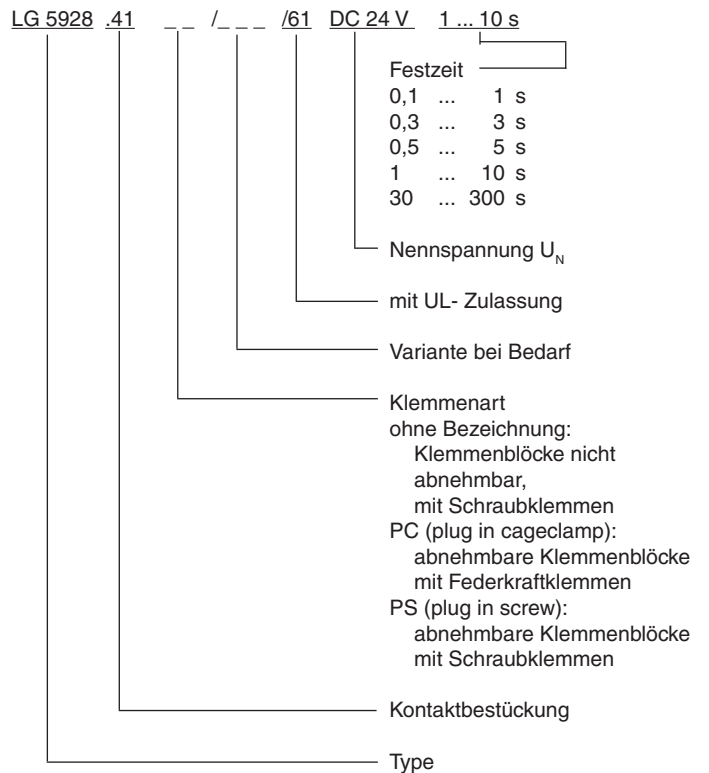 LG 5928 .41 _ _ /_ _ _ /61 DC 24 V 1 ... 10 s
Festzeit
0,1 ... 1 s
0,3 ... 3 s
0,5 ... 5 s
1 ... 10 s
30 ... 300 s
Nennspannung UN
mit UL- Zulassung
Variante bei Bedarf
Klemmenart
ohne Bezeichnung:
Klemmenblöcke nicht
abnehmbar,
mit Schraubklemmen
PC (plug in cageclamp):
abnehmbare Klemmenblöcke
mit Federkraftklemmen
PS (plug in screw):
abnehmbare Klemmenblöcke
mit Schraubklemmen
Kontaktbestückung
Type